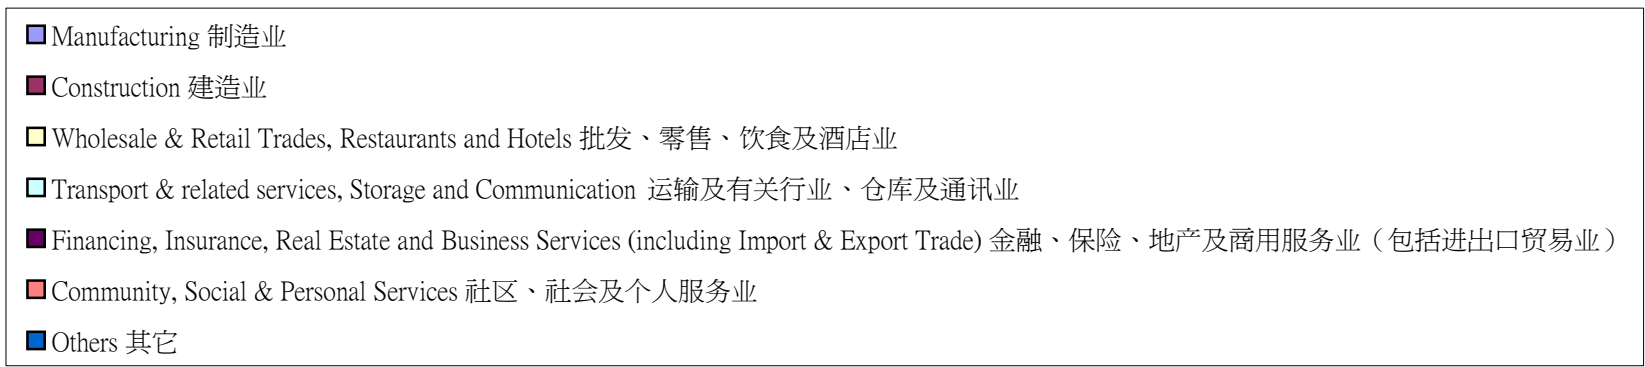 Manufacturing 制造业
Construction 建造业
Wholesale & Retail Trades, Restaurants and Hotels 批发、零售、饮食及酒店业
Transport & related services, Storage and Communication 运输及有关行业、仓库及通讯业
Financing, Insurance, Real Estate and Business Services (including Import & Export Trade) 金融、保险、地产及商用服务业（包括进出口贸易业）
Community, Social & Personal Services 社区、社会及个人服务业
Others 其它